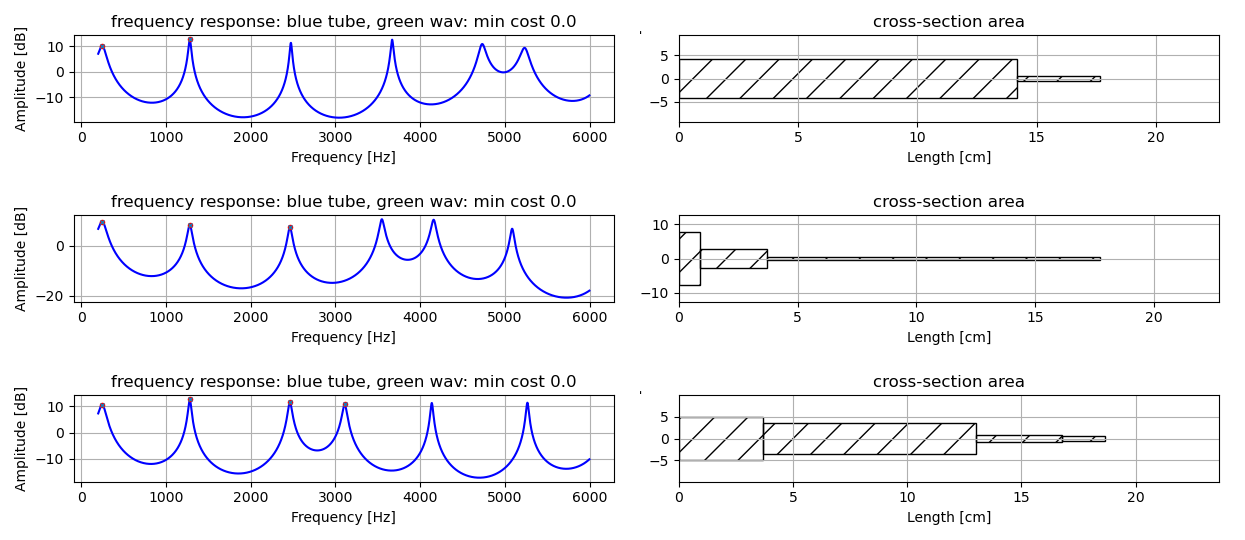 frequency response: blue tube, green wav: min cost 0.0
Amplitude [dB]
10
0
−10
0 1000 2000 3000 4000 5000 6000
Frequency [Hz]
cross-section area
5
0
−5
0 5 10 15 20
Length [cm]
frequency response: blue tube, green wav: min cost 0.0
Amplitude [dB]
0
−20
0 1000 2000 3000 4000 5000 6000
Frequency [Hz]
cross-section area
10
0
−10
0 5 10 15 20
Length [cm]
frequency response: blue tube, green wav: min cost 0.0
Amplitude [dB]
10
0
−10
0 1000 2000 3000 4000 5000 6000
Frequency [Hz]
cross-section area
5
0
−5
0 5 10 15 20
Length [cm]